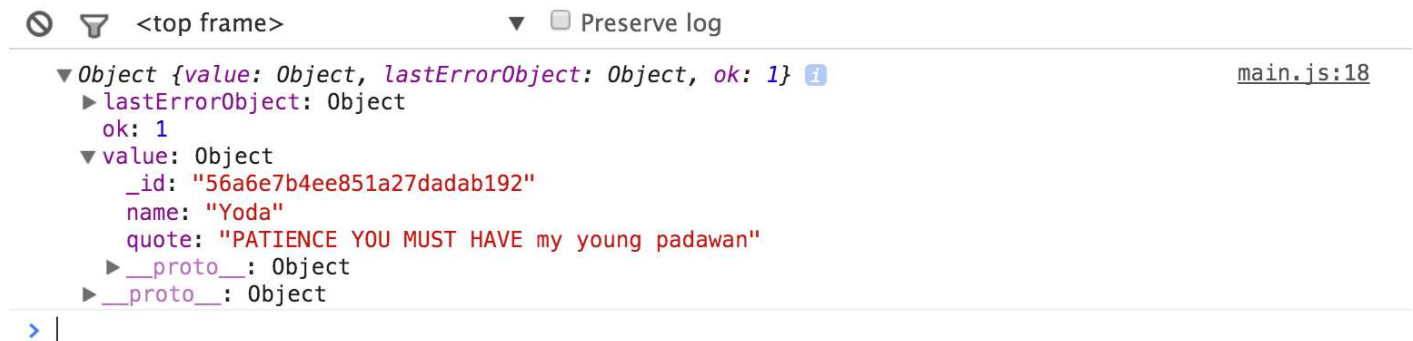 <top frame> Preserve log
Object {value: Object, lastErrorObject: Object, ok: 1} i main.js:18
lastErrorObject: Object
ok: 1
value: Object
_id: "56a6e7b4ee851a27dadab192"
name: "Yoda"
quote: "PATIENCE YOU MUST HAVE my young padawan"
__proto__: Object
__proto__: Object
>